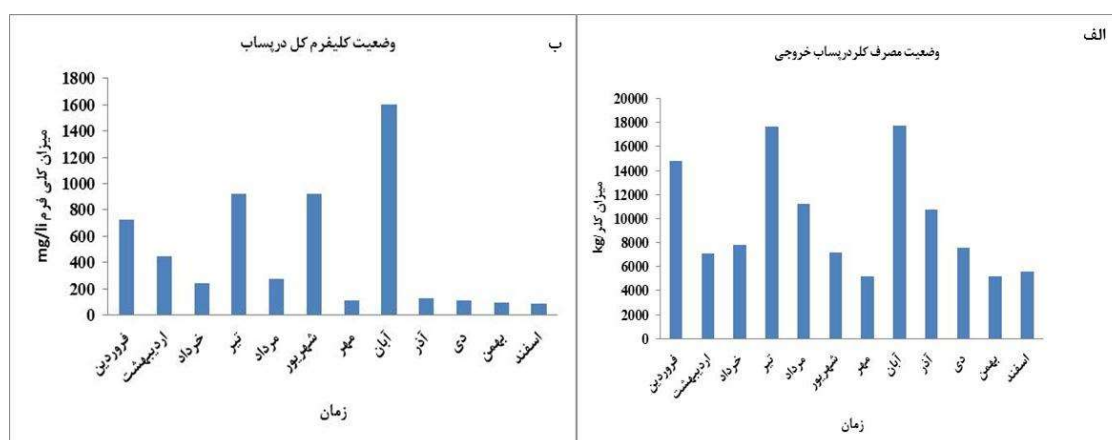 الف
وضعیت مصرف کلر درپساب خروجی
میزان کلر/kg
20000
18000
16000
14000
12000
10000
8000
6000
4000
2000
0
فروردین
اردیبهشت
خرداد
تیر
مرداد
شهریور
مهر
آبان
آذر
دی
بهمن
اسفند
زمان
ب
وضعیت کلیفرم کل درپساب
میزان کلی فرم mg/li
1800
1600
1400
1200
1000
800
600
400
200
0
فروردین
اردیبهشت
خرداد
تیر
مرداد
شهریور
مهر
آبان
آذر
دی
بهمن
اسفند
زمان